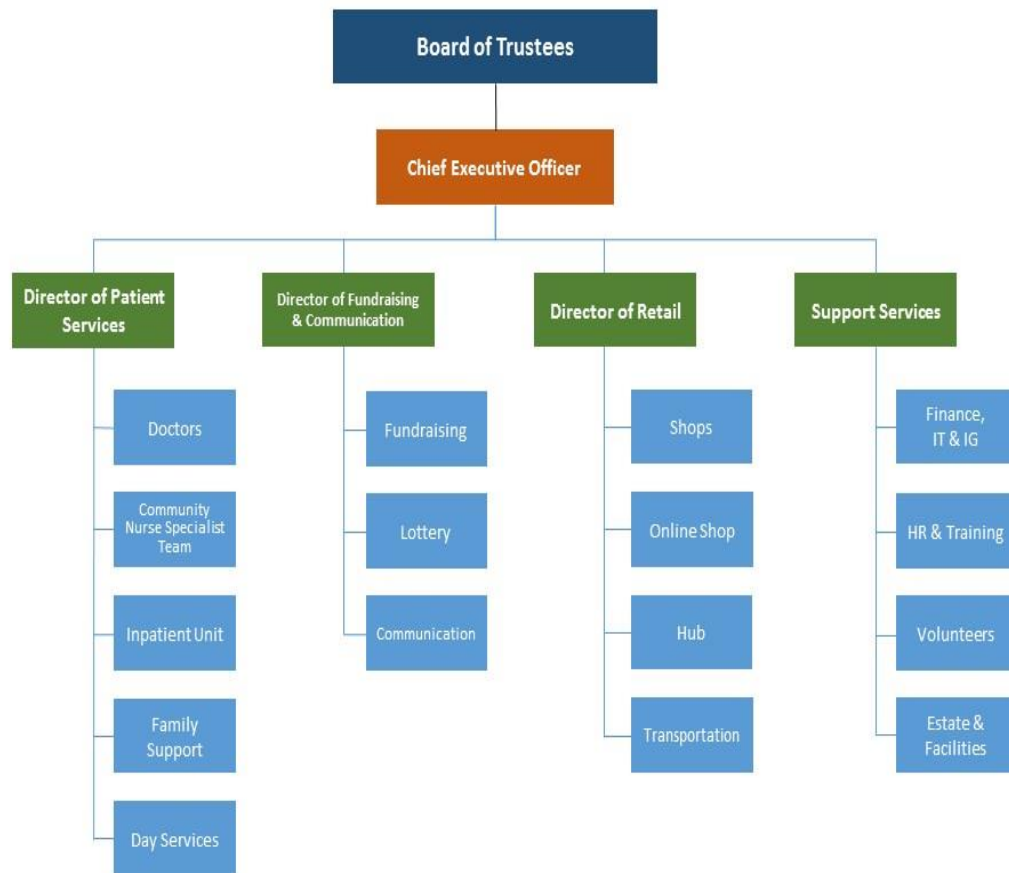 Board of Trustees
Chief Executive Officer
Director of Patient
Services
Director of Fundraising
& Communication
Director of Retail
Support Services
Doctors
Community
Nurse Specialist
Team
Inpatient Unit
Family
Support
Day Services
Fundraising
Lottery
Communication
Shops
Online Shop
Hub
Transportation
Finance,
IT & IG
HR & Training
Volunteers
Estate &
Facilities